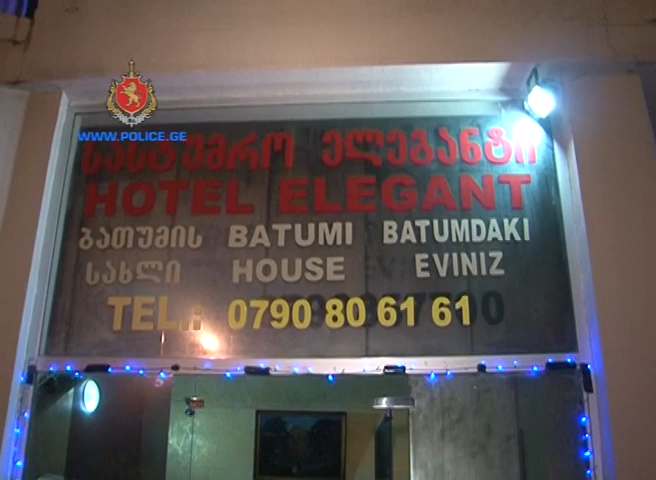 WWW.POLICE.GE
სასტუმრო ელეგანტი
HOTEL ELEGANT
ბათუმის BATUMI BATUMDAKI
სახლი HOUSE EVINIZ
TEL.: 0790 80 61 61